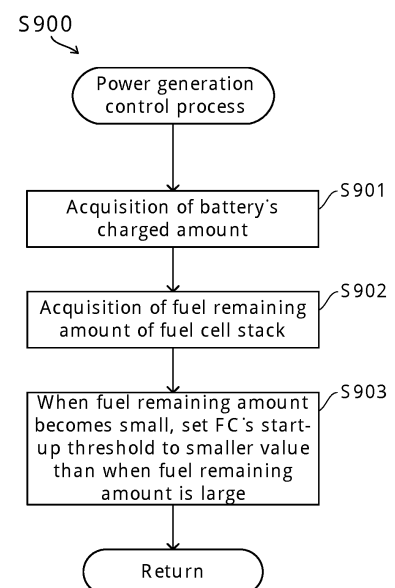 S900
Power generation
control process
S901
Acquisition of battery's
charged amount
S902
Acquisition of fuel remaining
amount of fuel cell stack
S903
When fuel remaining amount
becomes small, set FC's start-
up threshold to smaller value
than when fuel remaining
amount is large
Return